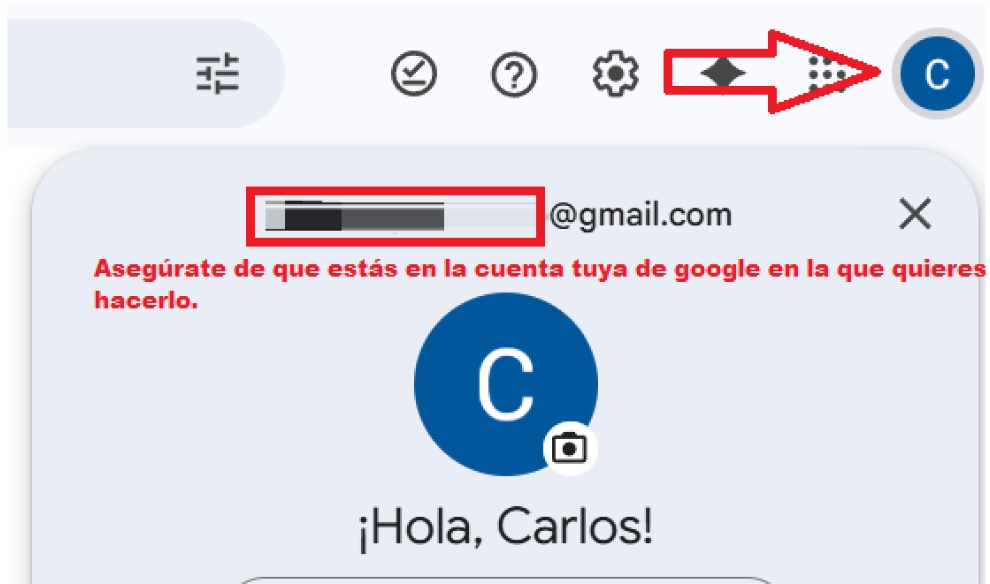 C
@gmail.com
Asegúrate de que estás en la cuenta tuya de google en la que quieres
hacerlo.
C
¡Hola, Carlos!